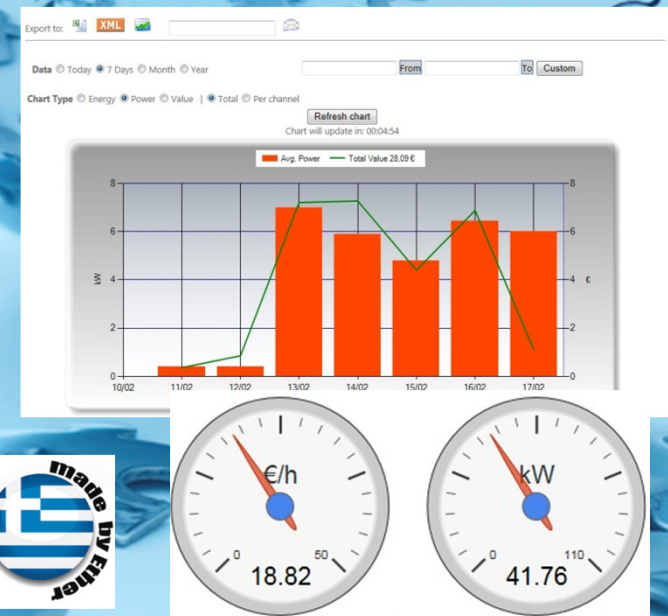 Export to: XML
Data Today 7 Days Month Year From To Custom
Chart Type Energy Power Value | Total Per channel
Refresh chart
Chart will update in: 00:04:54
Avg. Power Total Value 28.09 €
8 8
6 6
kW 4 4 €
2 2
0 0
10/02 11/02 12/02 13/02 14/02 15/02 16/02 17/02
€/h kW
0 50 0 110
18.82 41.76
made by Ether